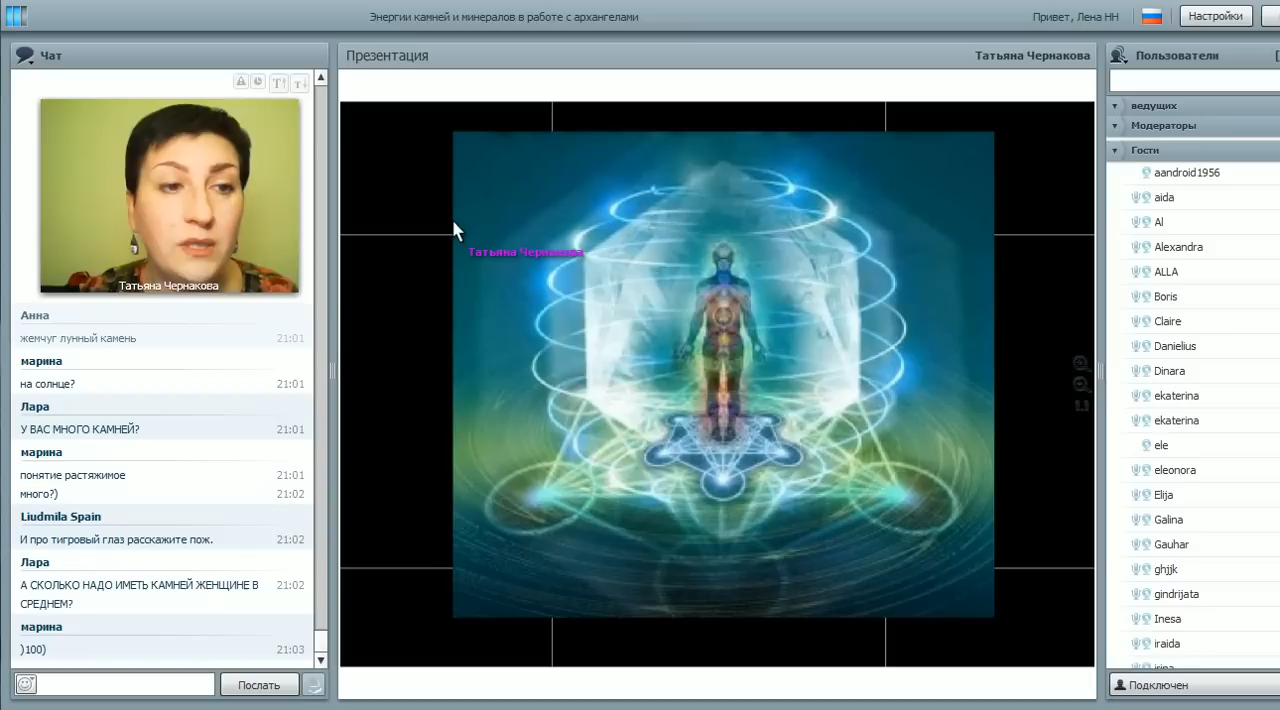 Энергии камней и минералов в работе с архангелами
Привет, Лена НН
Настройки
Чат
Татьяна Чернакова
Анна
жемчуг лунный камень 21:01
марина
на солнце? 21:01
Лара
У ВАС МНОГО КАМНЕЙ? 21:01
марина
понятие растяжимое 21:01
много?) 21:02
Liudmila Spain
И про тигровый глаз расскажите пож. 21:02
Лара
А СКОЛЬКО НАДО ИМЕТЬ КАМНЕЙ ЖЕНЩИНЕ В 21:02
СРЕДНЕМ?
марина
)100) 21:03
Послать
Презентация
Татьяна Чернакова
Татьяна Чернакова
Пользователи
ведущих
Модераторы
Гости
aandroid1956
aida
Al
Alexandra
ALLA
Boris
Claire
Danielius
Dinara
ekaterina
ekaterina
ele
eleonora
Elija
Galina
Gauhar
ghjjk
gindrijata
Inesa
iraida
Подключен